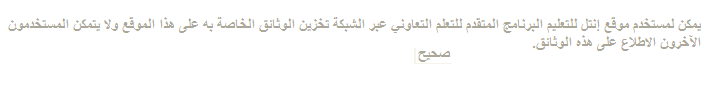 يمكن لمستخدم موقع إنتل للتعليم البرنامج المتقدم للتعلم التعاوني عبر الشبكة تخزين الوثائق الخاصة به على هذا الموقع ولا يتمكن المستخدمون
الآخرون الاطلاع على هذه الوثائق.
صحيح